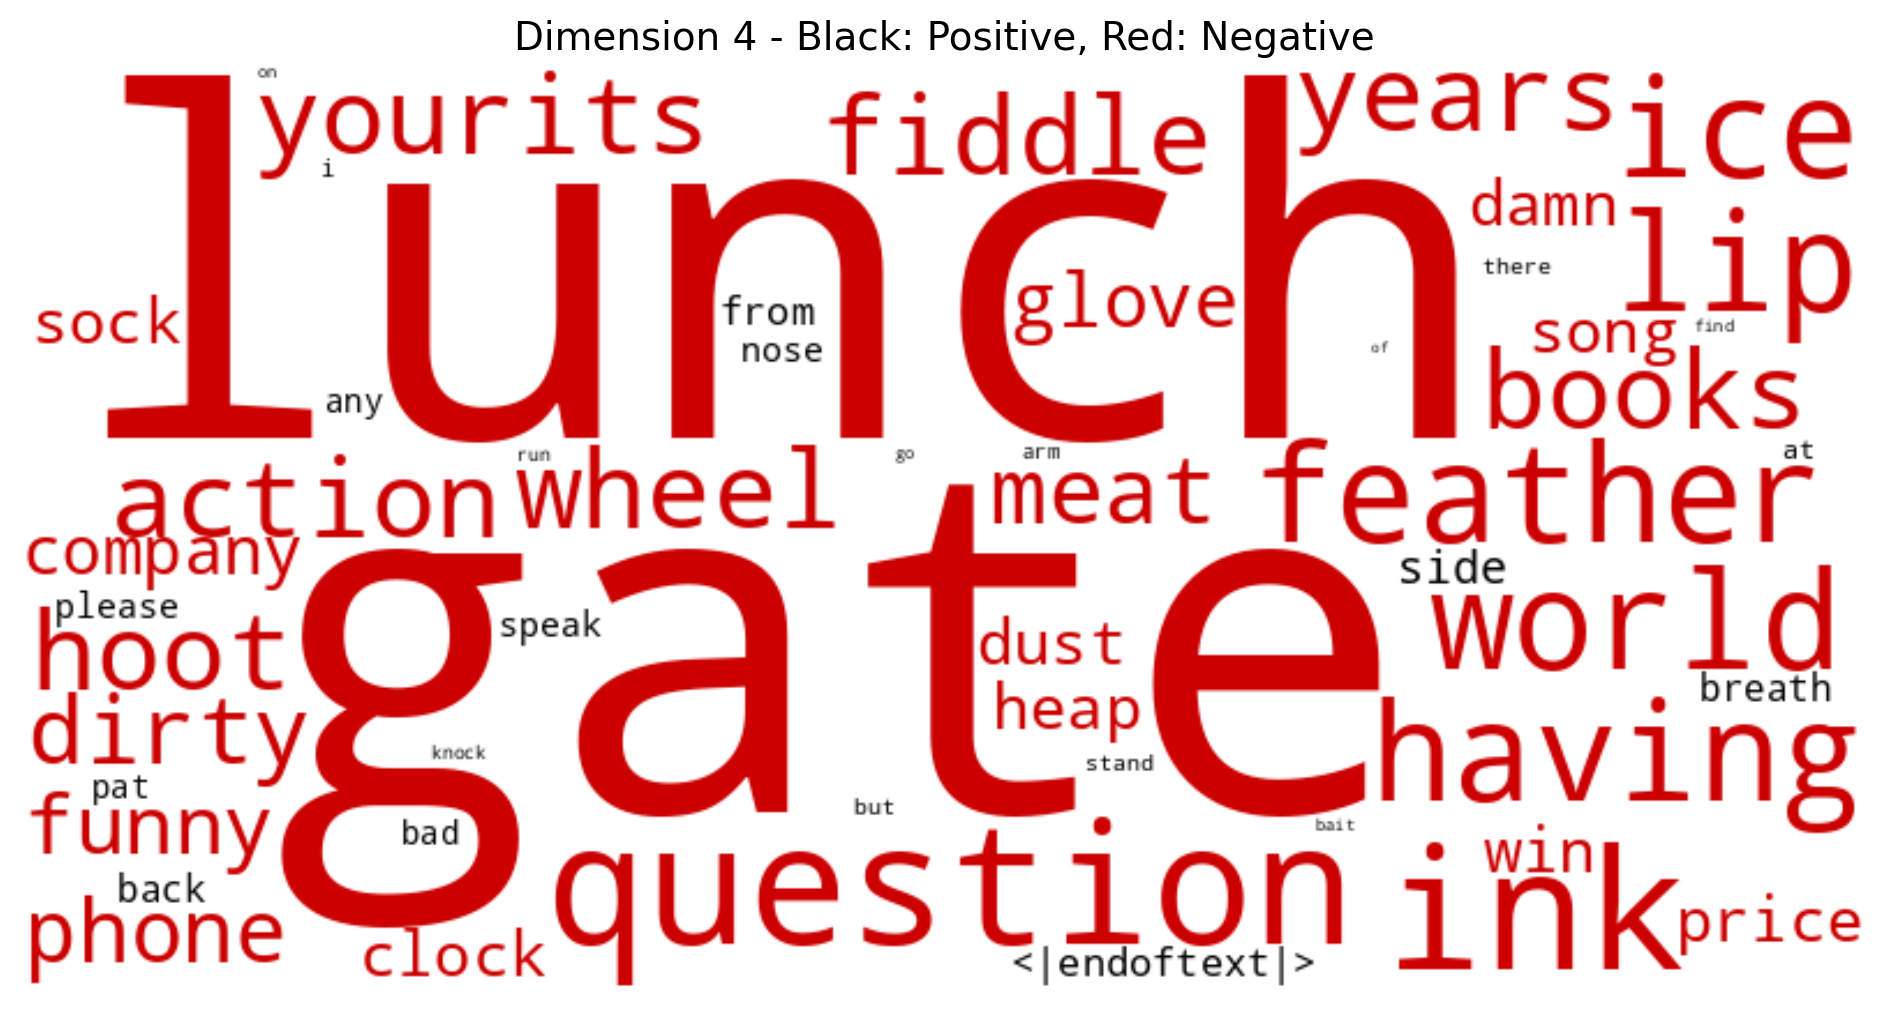 Dimension 4 - Black: Positive, Red: Negative
on
your its fiddle years ice
i
damn
lip
there
sock from glove song find
nose of
any books
run wheel go arm meat feather at
action
company
side
please speak world
hoot dust
dirty heap breath
knock stand having
pat but
funny bad bait
question win
back ink
phone clock price
<|endoftext|>
lunch
gate